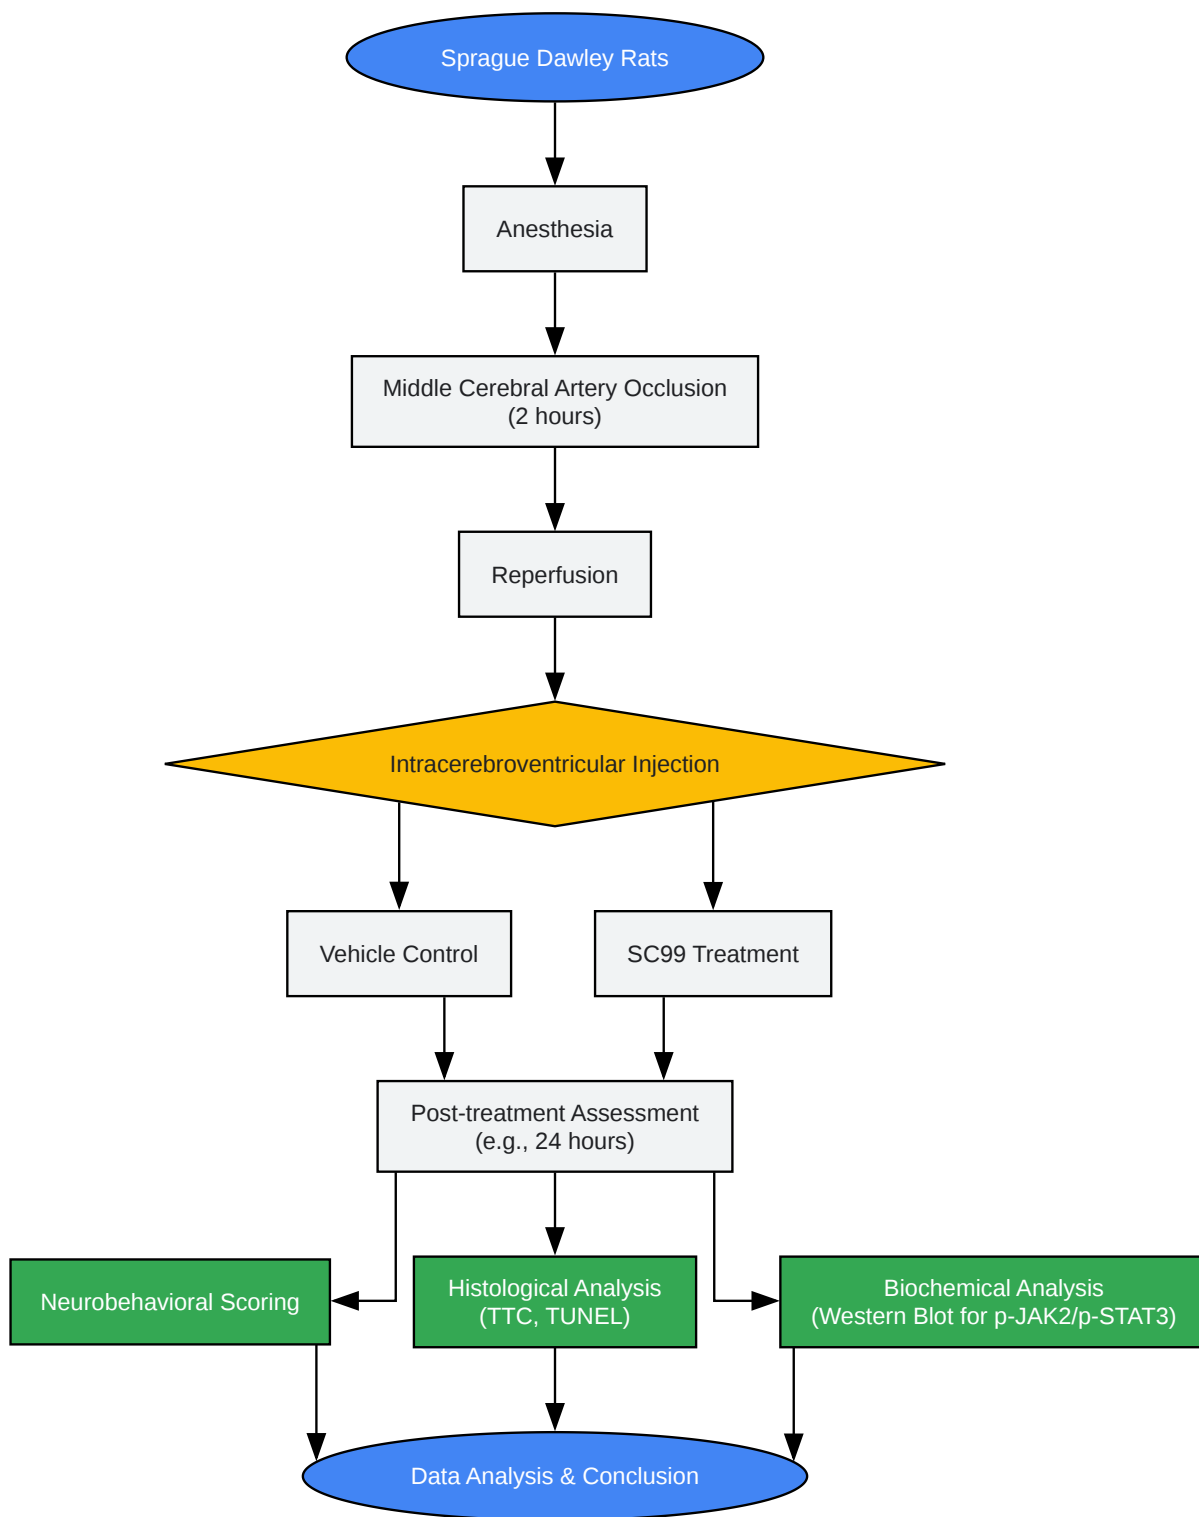 Sprague Dawley Rats
Anesthesia
Middle Cerebral Artery Occlusion
(2 hours)
Reperfusion
Intracerebroventricular Injection
Vehicle Control
SC99 Treatment
Post-treatment Assessment
(e.g., 24 hours)
Neurobehavioral Scoring
Histological Analysis
(TTC, TUNEL)
Biochemical Analysis
(Western Blot for p-JAK2/p-STAT3)
Data Analysis & Conclusion